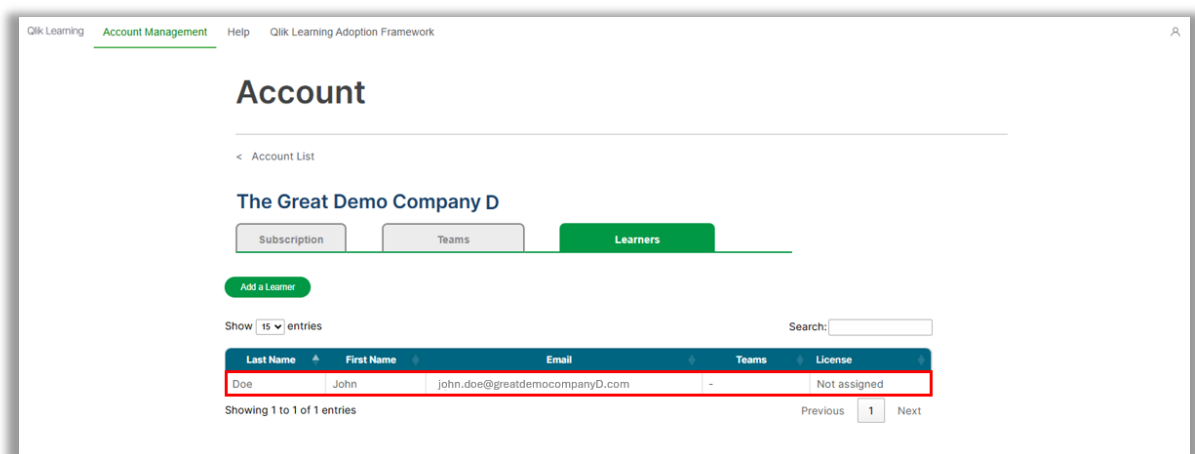 Qlik Learning Account Management Help Qlik Learning Adoption Framework
Account
< Account List
The Great Demo Company D
Subscription Teams Learners
Add a Learner
Show 15 entries Search:
Last Name First Name Email Teams License
Doe John john.doe@greatdemocompanyD.com - Not assigned
Showing 1 to 1 of 1 entries Previous 1 Next